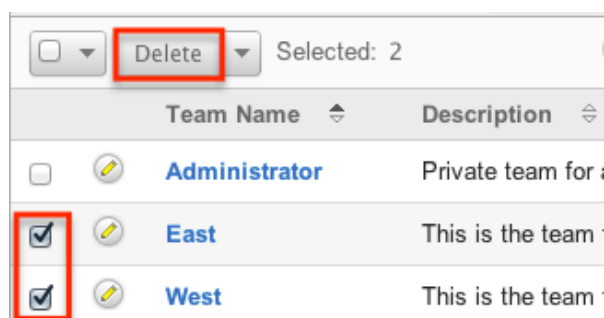 Delete Selected: 2
Team Name Description
Administrator Private team for
East This is the team
West This is the team